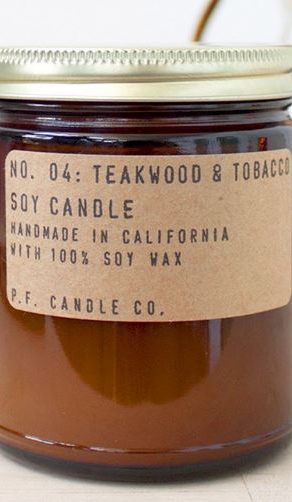 NO. 04: TEAKWOOD & TOBACCO
SOY CANDLE
HANDMADE IN CALIFORNIA
WITH 100% SOY WAX
P.F. CANDLE CO.